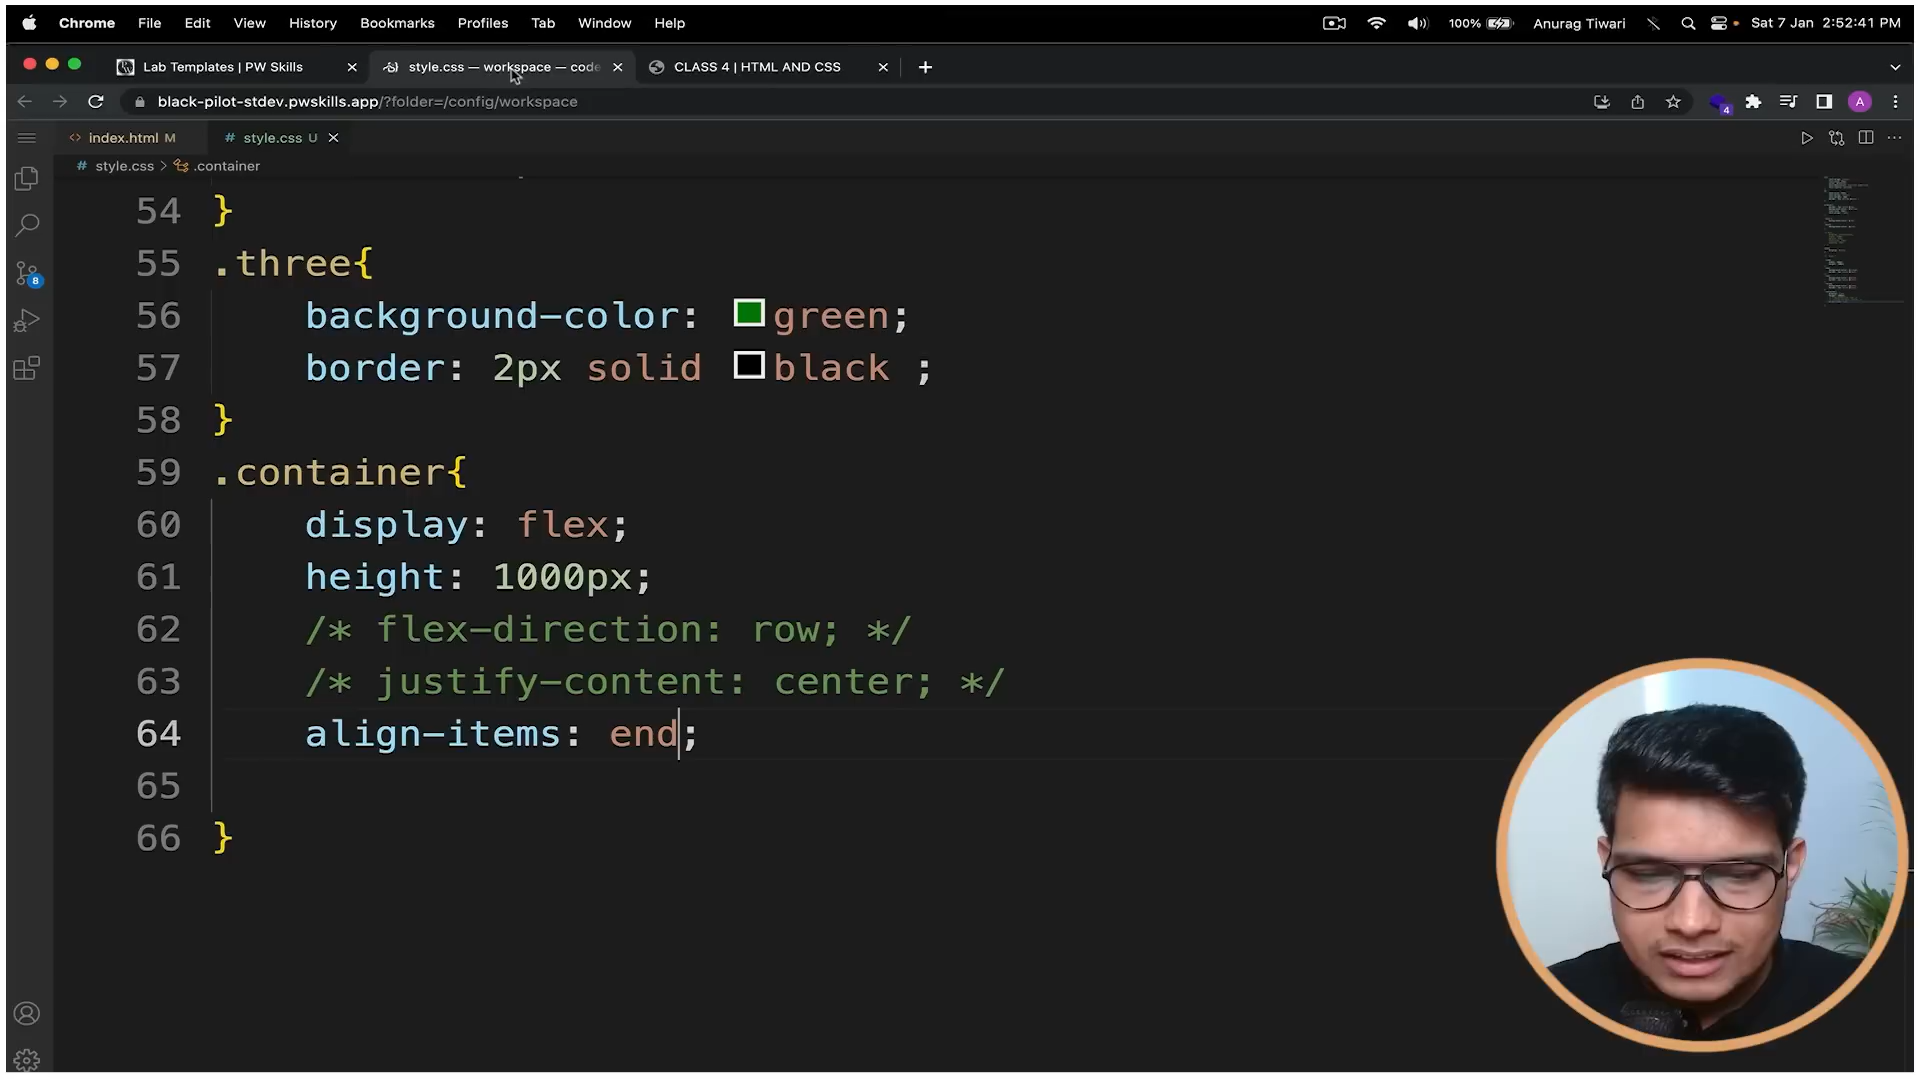 Chrome File Edit View History Bookmarks Profiles Tab Window Help 100% Anurag Tiwari Sat 7 Jan 2:52:41 PM
Lab Templates | PW Skills style.css — workspace — code CLASS 4 | HTML AND CSS
black-pilot-stdev.pwskills.app/?folder=/config/workspace 4 A
index.html M # style.css U
# style.css > .container
54 }
55 .three{
56 background-color: green;
57 border: 2px solid black ;
58 }
59 .container{
60 display: flex;
61 height: 1000px;
62 /* flex-direction: row; */
63 /* justify-content: center; */
64 align-items: end;
65
66 }
8